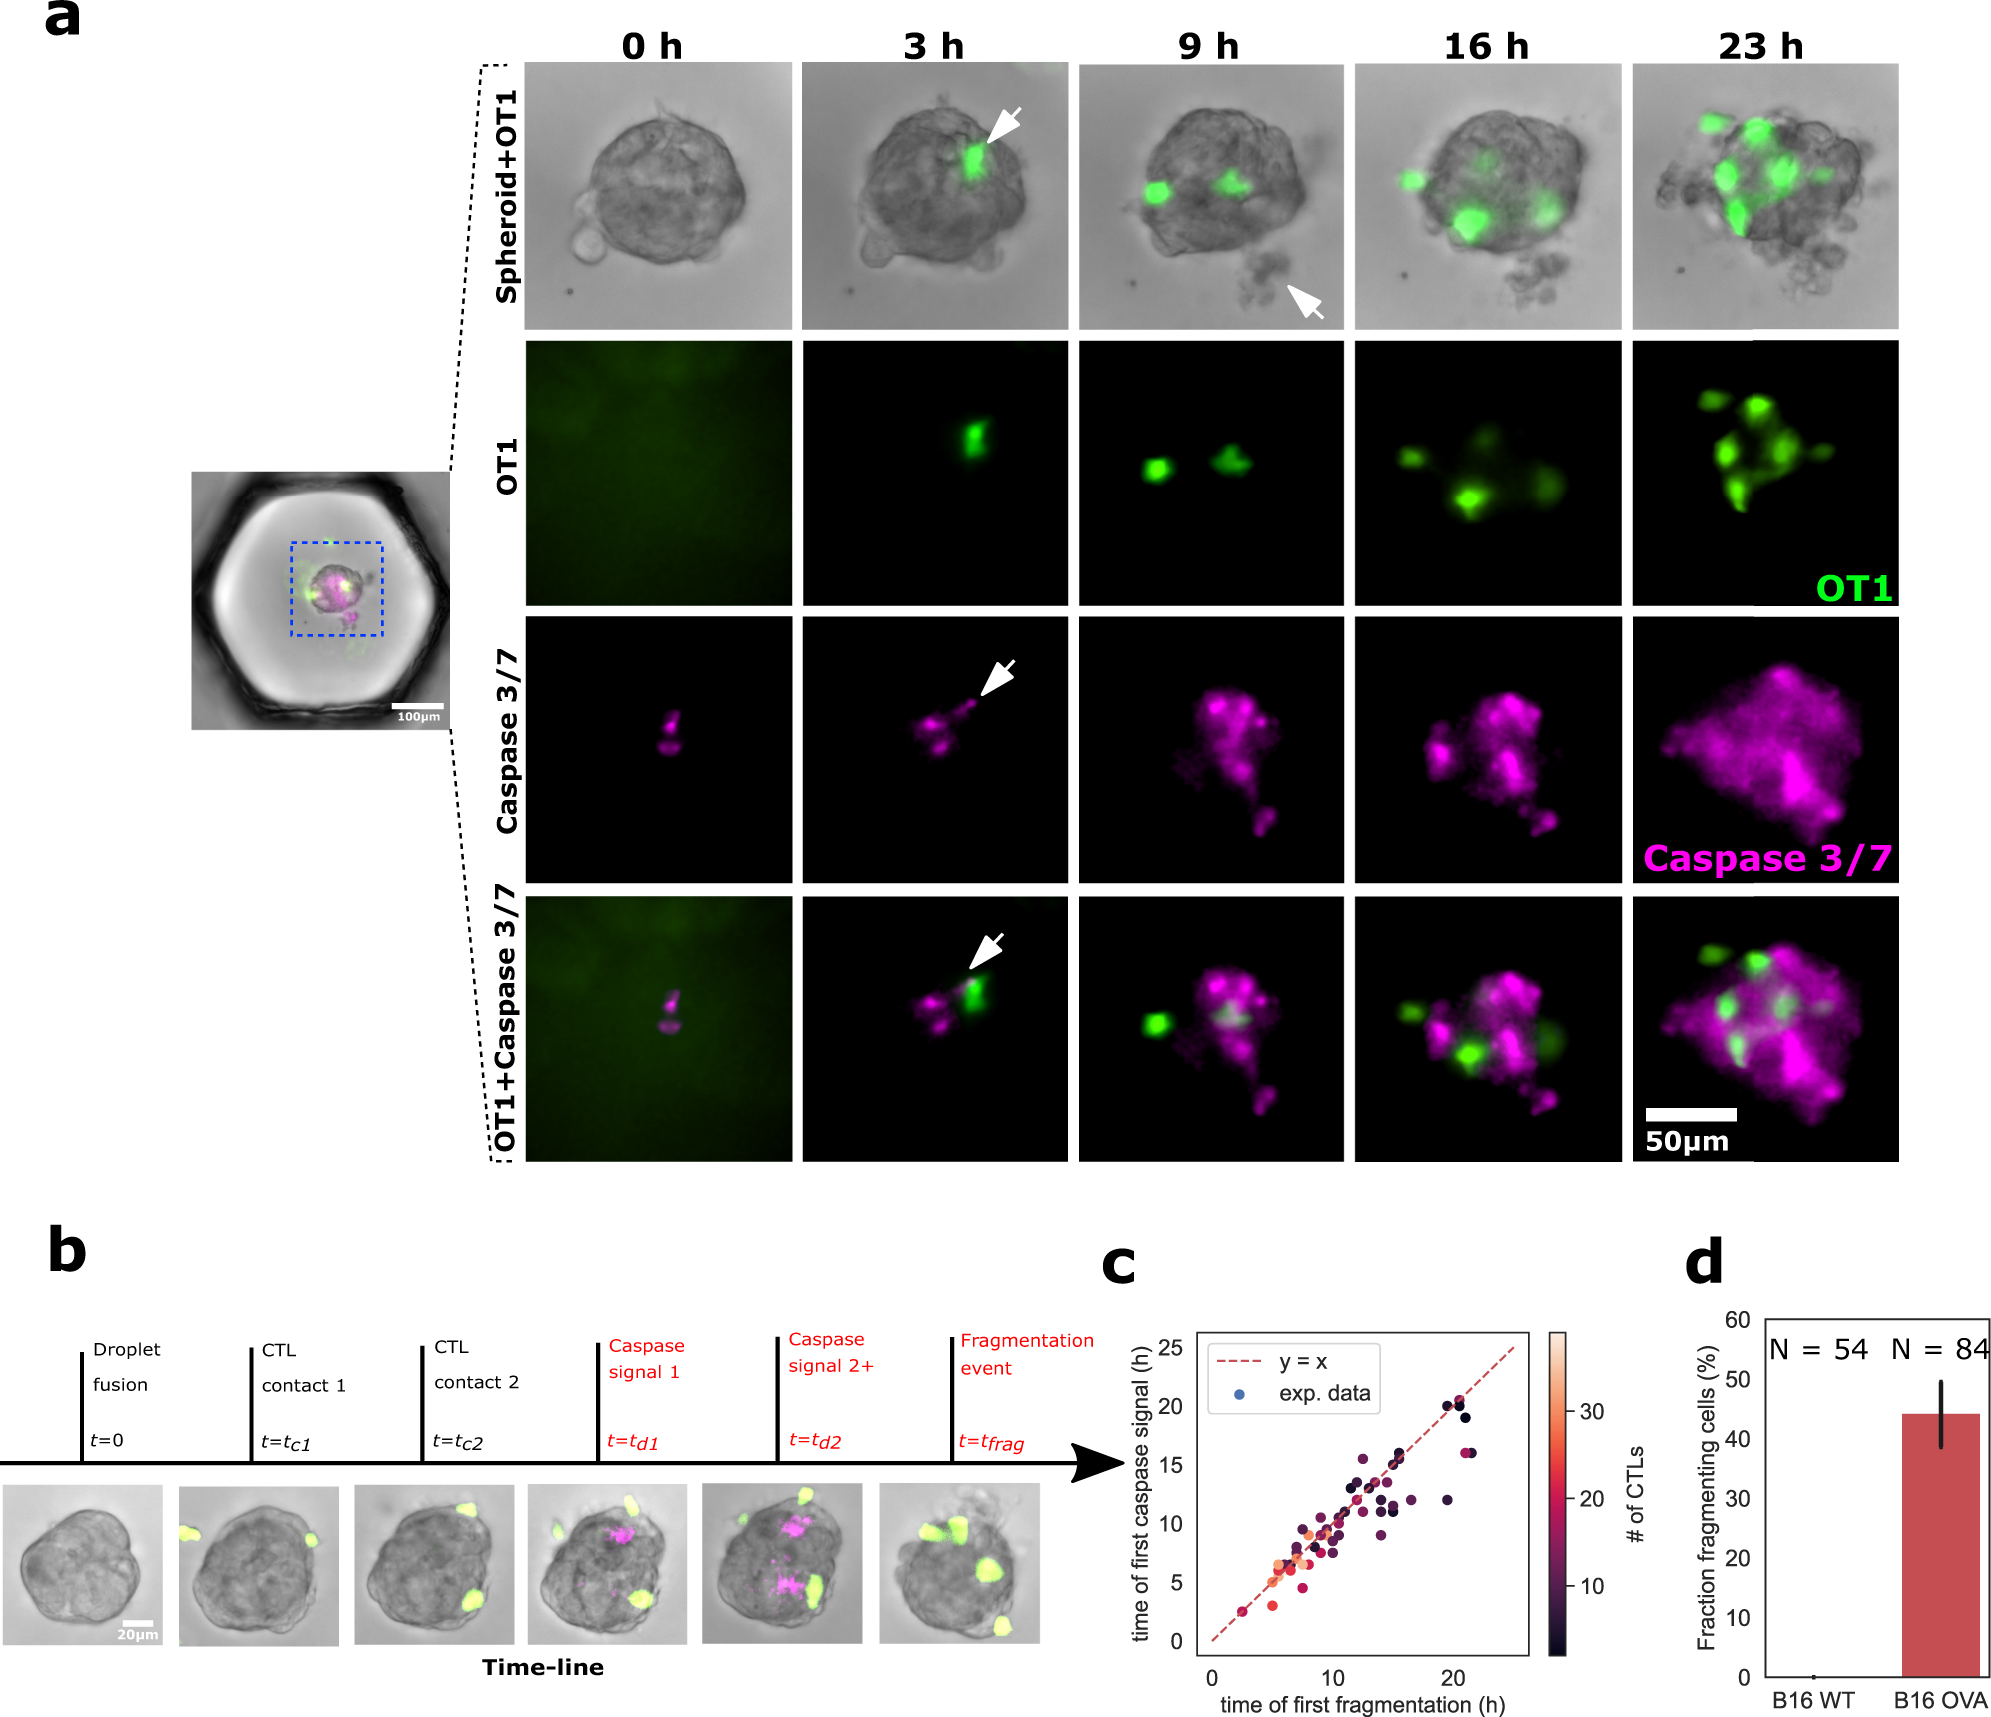 a
0 h 3 h 9 h 16 h 23 h
Spheroid+OT1
OT1
OT1
100µm
Caspase 3/7
Caspase 3/7
OT1+Caspase 3/7
50µm
b
Droplet
fusion
t=0
CTL
contact 1
t=tc1
CTL
contact 2
t=tc2
Caspase
signal 1
t=td1
Caspase
signal 2+
t=td2
Fragmentation
event
t=tfrag
20µm
Time-line
c
time of first caspase signal (h)
25
20
15
10
5
0
y = x
exp. data
0 10 20
time of first fragmentation (h)
30
20
10
# of CTLs
d
Fraction fragmenting cells (%)
60
50
40
30
20
10
0
N = 54 N = 84
B16 WT B16 OVA